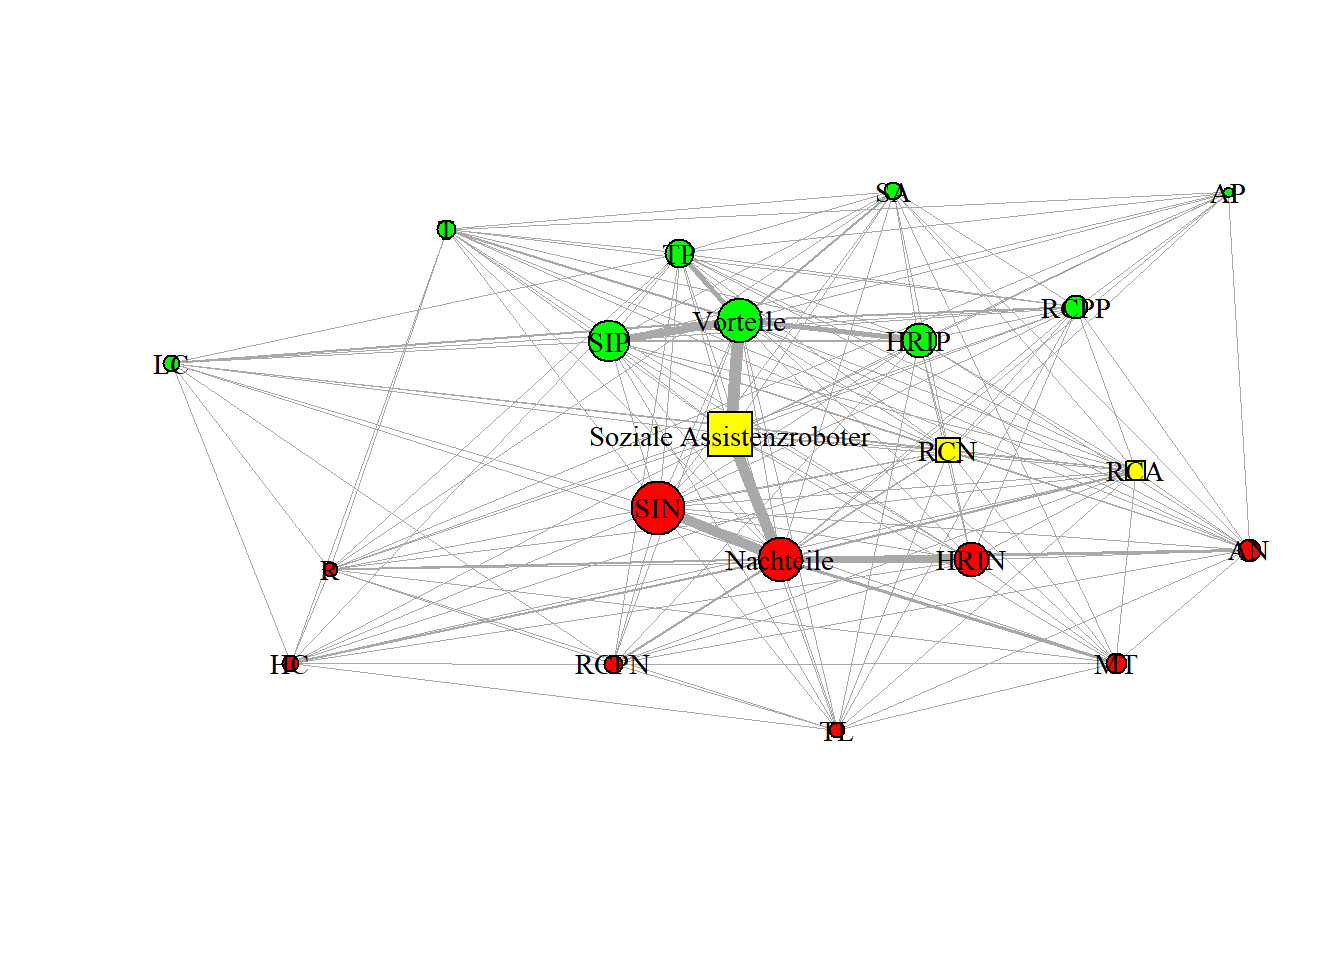 SA
AP
T
TP
RCPP
Vorteile
SIP
HRIP
LC
Soziale Assistenzroboter
RCN
RCA
SIN
AN
Nachteile
HRIN
R
HC
RCPN
MT
TL